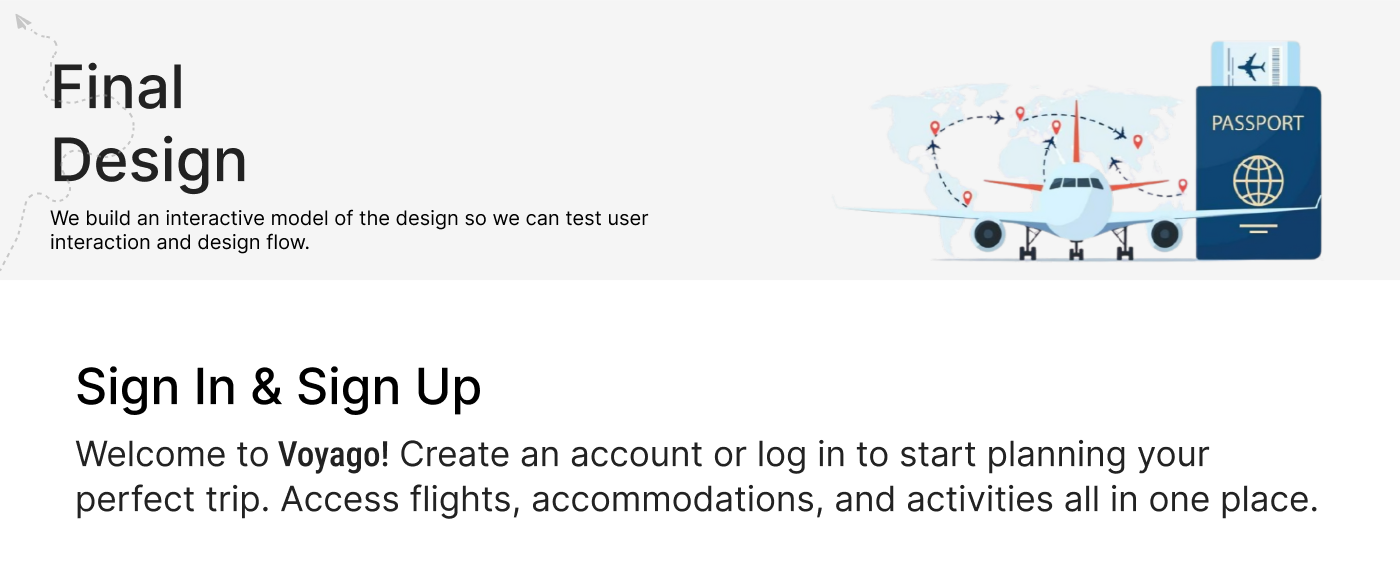 Final
Design
We build an interactive model of the design so we can test user
interaction and design flow.
PASSPORT
Sign In & Sign Up
Welcome to Voyago! Create an account or log in to start planning your
perfect trip. Access flights, accommodations, and activities all in one place.